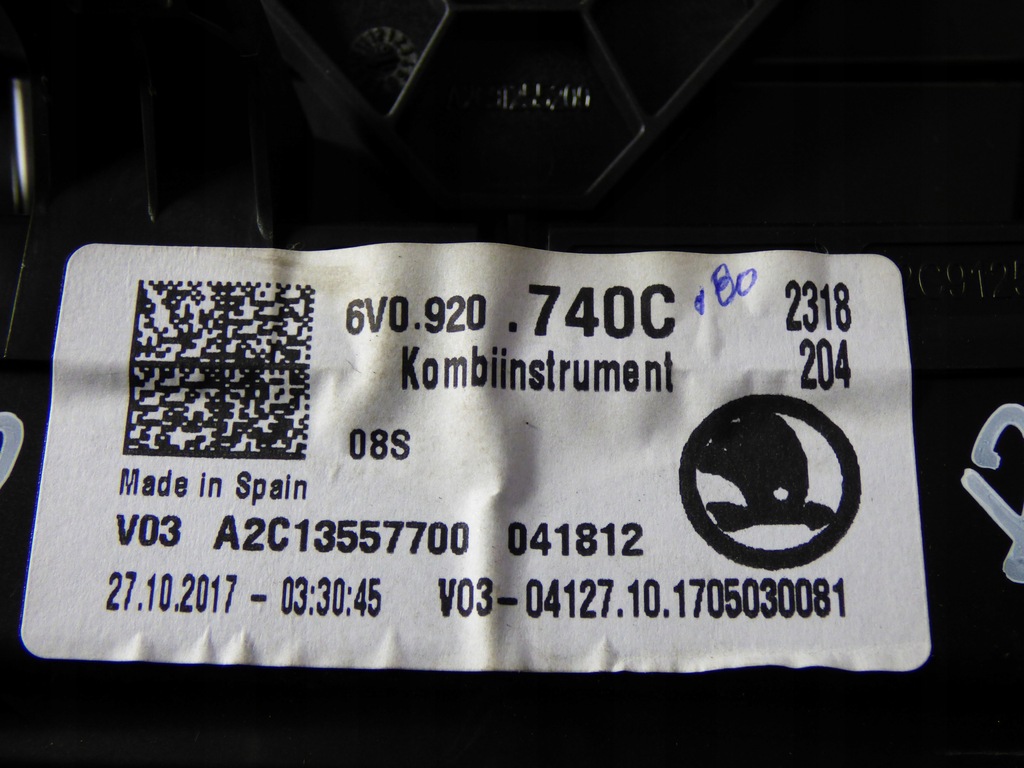 6V0.920 .740C .80 2318
Kombiinstrument 204
08S
Made in Spain
V03 A2C13557700 041812
27.10.2017 - 03:30:45 V03-04127.10.1705030081